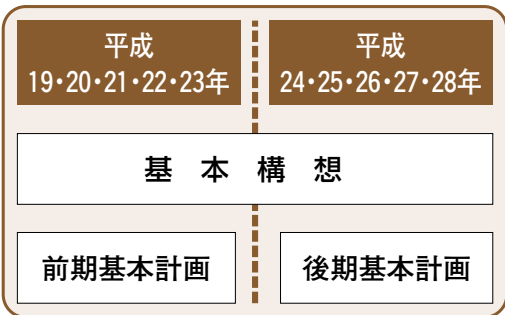 平成
19・20・21・22・23年
平成
24・25・26・27・28年
基本構想
前期基本計画
後期基本計画